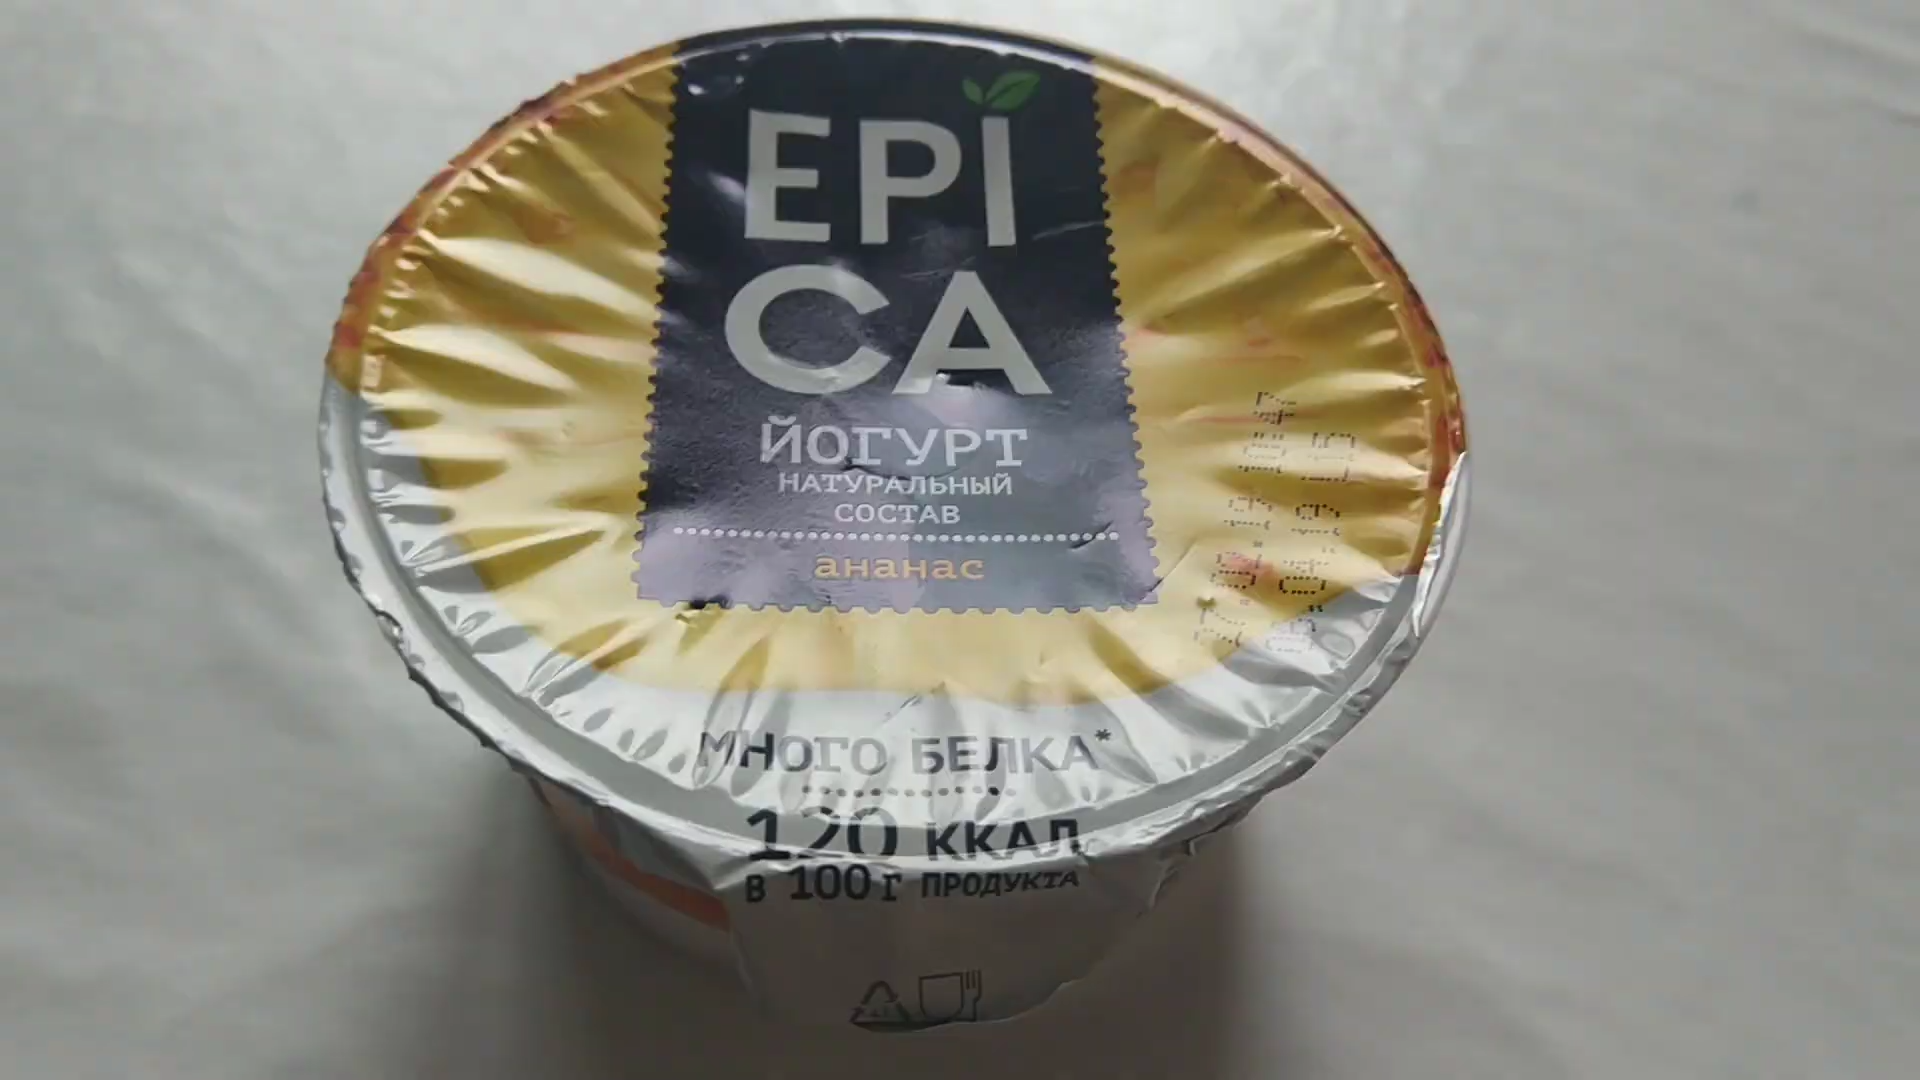 EPI
CA
ЙОГУРТ
НАТУРАЛЬНЫЙ
СОСТАВ
ананас
МНОГО БЕЛКА*
120 ККАЛ
В 100 Г ПРОДУКТА